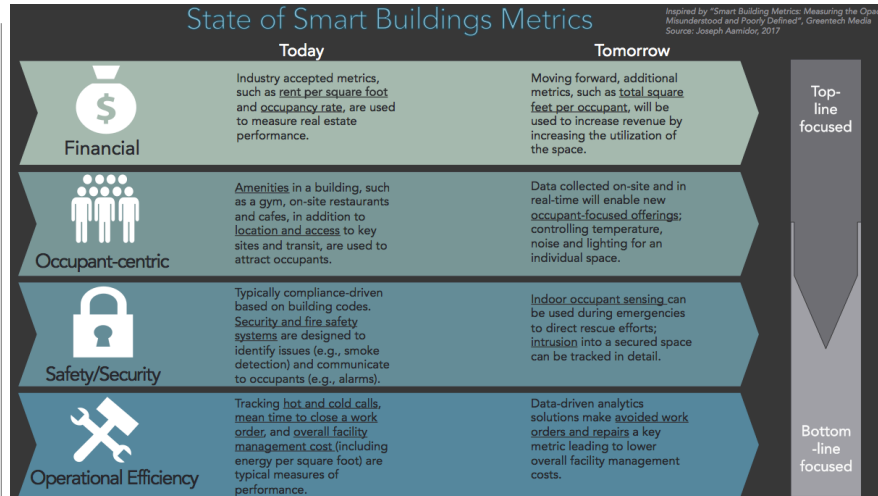 State of Smart Buildings Metrics
Inspired by "Smart Building Metrics: Measuring the
Misunderstood and Poorly Defined", Greentech Media
Source: Joseph Aamidor, 2017
Today
Tomorrow
$
Financial
Industry accepted metrics,
such as rent per square foot
and occupancy rate, are used
to measure real estate
performance.
Moving forward, additional
metrics, such as total square
feet per occupant, will be
used to increase revenue by
increasing the utilization of
the space.
Top-
line
focused
Occupant-centric
Amenities in a building, such
as a gym, on-site restaurants
and cafes, in addition to
location and access to key
sites and transit, are used to
attract occupants.
Data collected on-site and in
real-time will enable new
occupant-focused offerings;
controlling temperature,
noise and lighting for an
individual space.
Safety/Security
Typically compliance-driven
based on building codes.
Security and fire safety
systems are designed to
identify issues (e.g., smoke
detection) and communicate
to occupants (e.g., alarms).
Indoor occupant sensing can
be used during emergencies
to direct rescue efforts;
intrusion into a secured space
can be tracked in detail.
Operational Efficiency
Tracking hot and cold calls,
mean time to close a work
order, and overall facility
management cost (including
energy per square foot) are
typical measures of
performance.
Data-driven analytics
solutions make avoided work
orders and repairs a key
metric leading to lower
overall facility management
costs.
Bottom
-line
focused